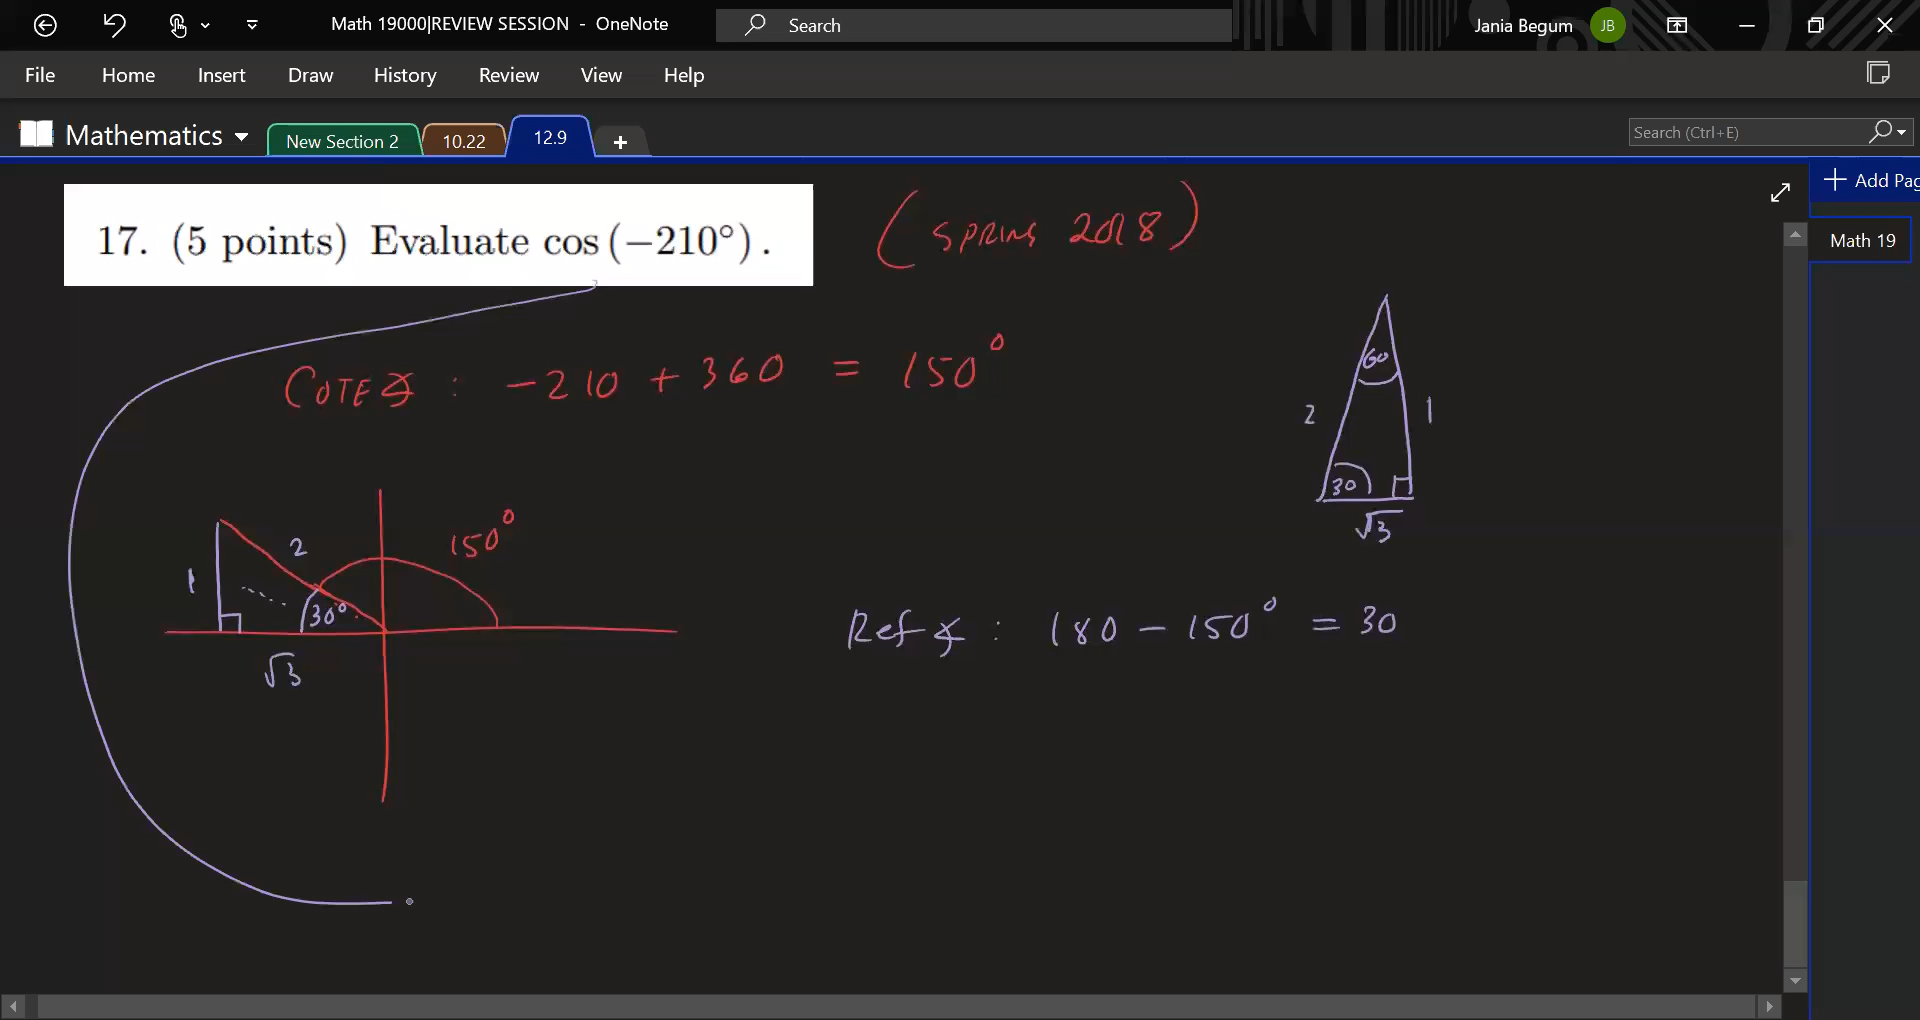 Math 19000|REVIEW SESSION - OneNote
Search
Jania Begum
JB
File Home Insert Draw History Review View Help
Mathematics
New Section 2
10.22
12.9
+
Search (Ctrl+E)
+ Add Pag
Math 19
17. (5 points) Evaluate cos (−210°).
(SPRING 2018)
COTE∡ : −210 + 360 = 150°
60
2
1
30
√3
150°
2
1
30°
√3
Ref ∡ : 180 − 150° = 30